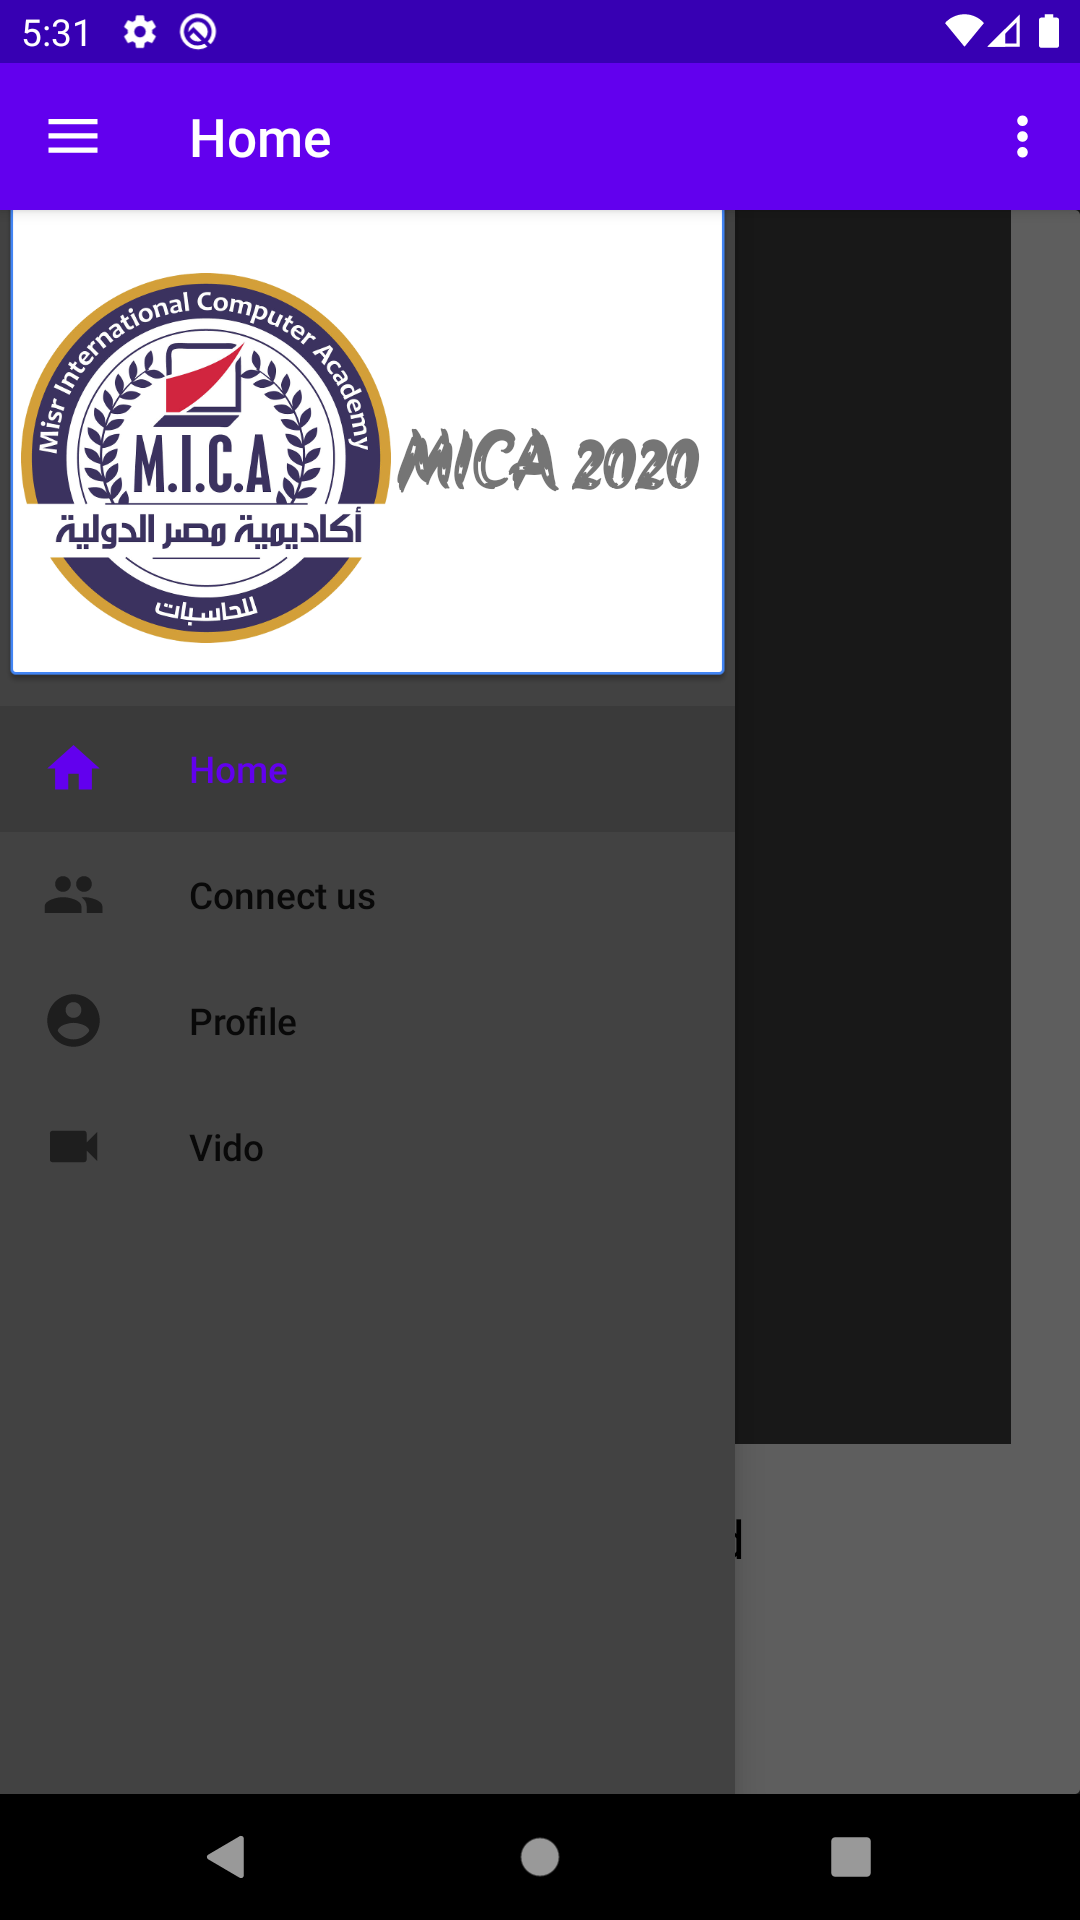 5:31
Home
Misr International Computer Academy
M.I.C.A
أكاديمية مصر الدولية
للحاسبات
MICA 2020
Home
Connect us
Profile
Vido
d